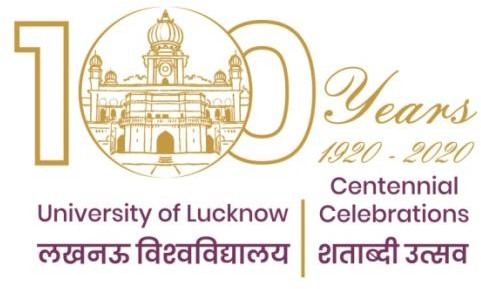 100 Years
1920 - 2020
University of Lucknow
लखनऊ विश्वविद्यालय
Centennial
Celebrations
शताब्दी उत्सव